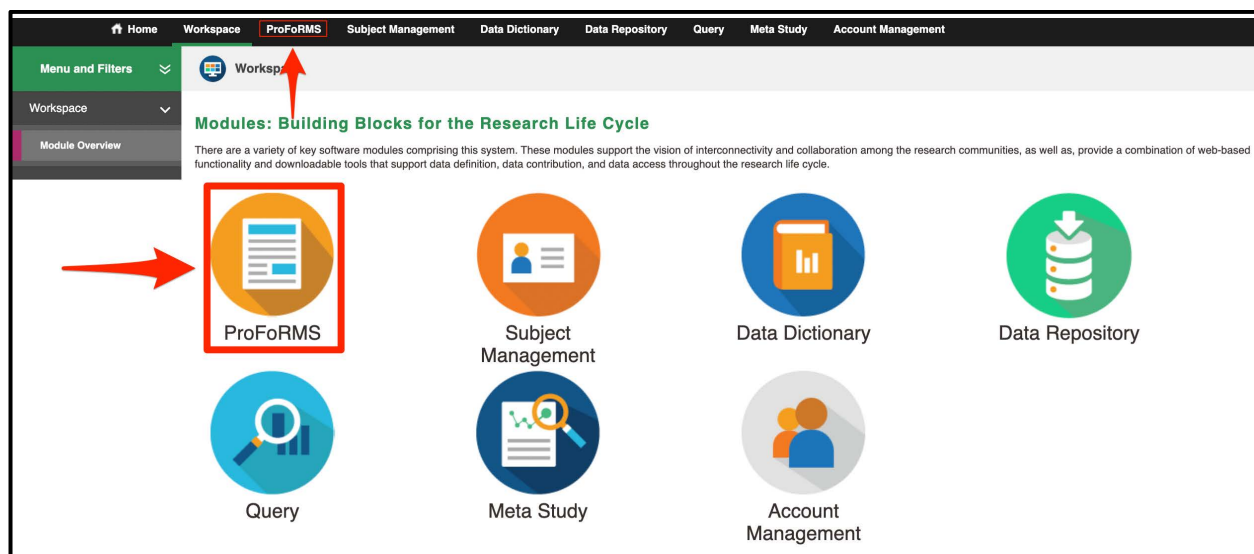 Home Workspace ProFoRMS Subject Management Data Dictionary Data Repository Query Meta Study Account Management
Menu and Filters
Workspace
Module Overview
Modules: Building Blocks for the Research Life Cycle
There are a variety of key software modules comprising this system. These modules support the vision of interconnectivity and collaboration among the research communities, as well as, provide a combination of web-based
functionality and downloadable tools that support data definition, data contribution, and data access throughout the research life cycle.
ProFoRMS
Subject
Management
Data Dictionary
Data Repository
Query
Meta Study
Account
Management